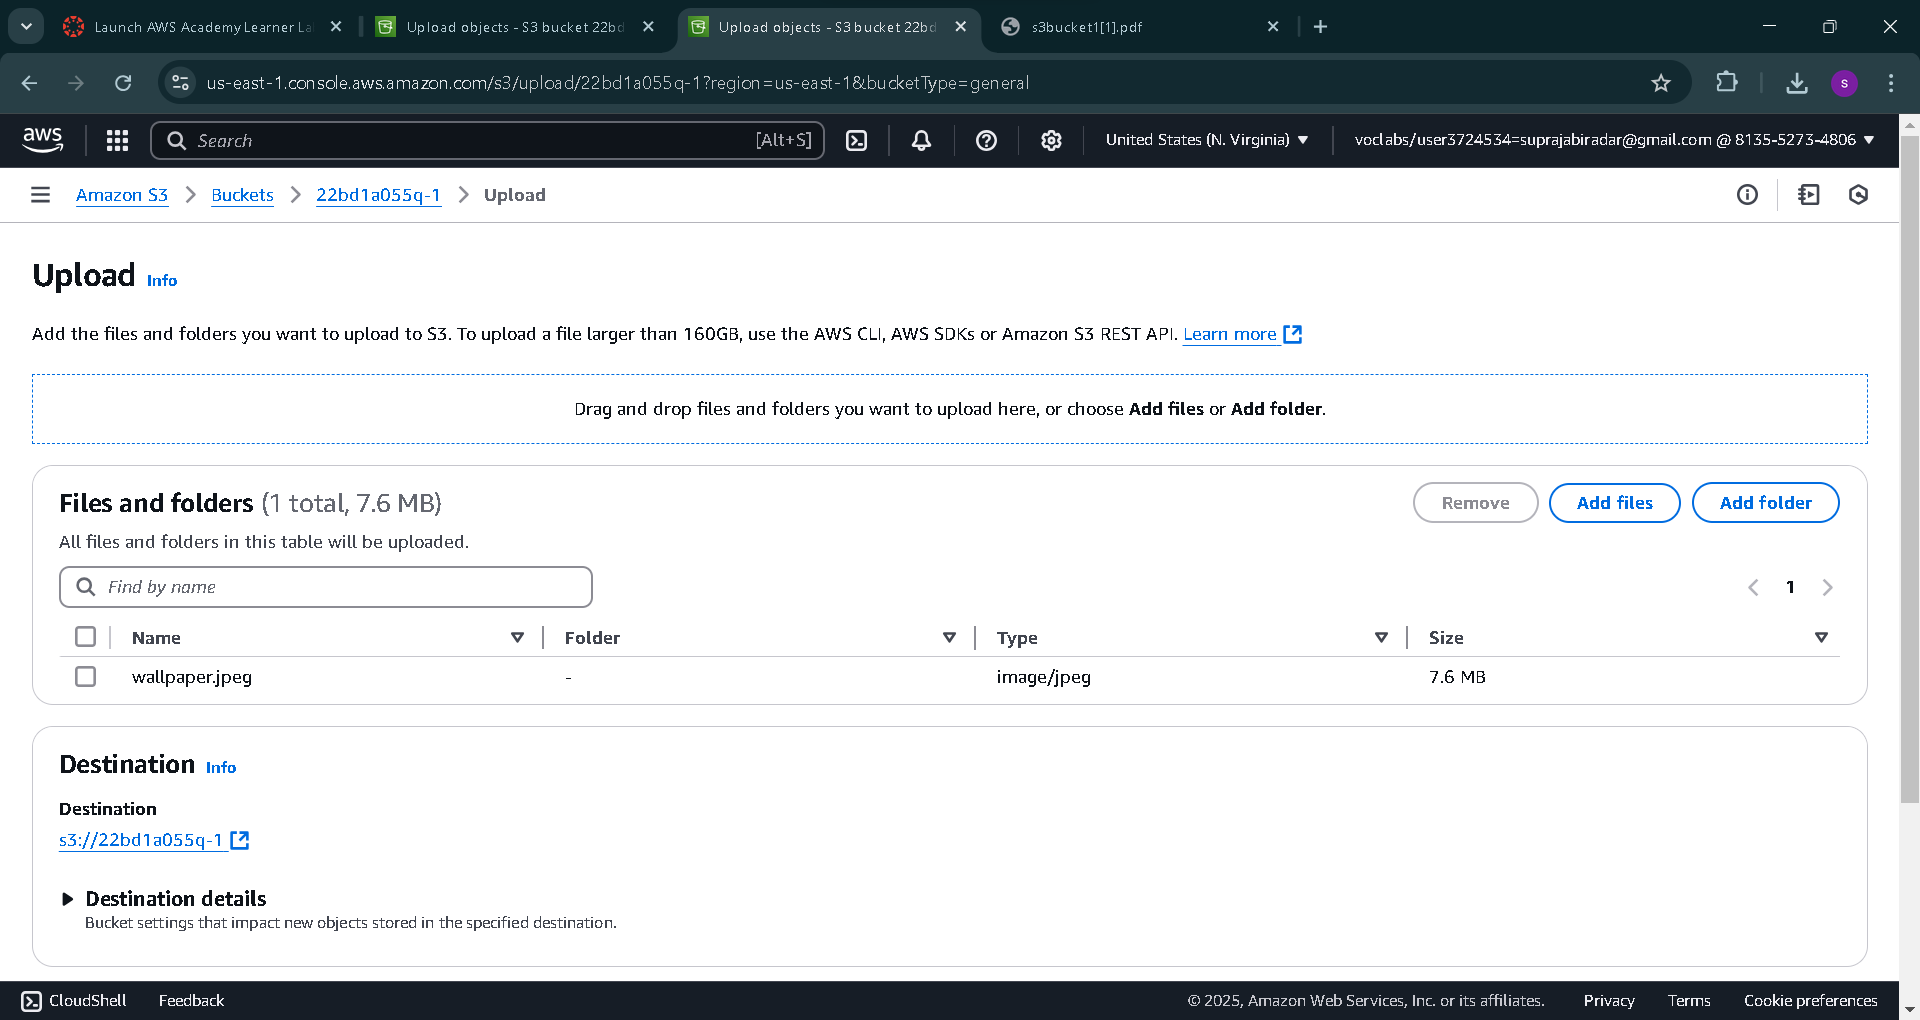 Launch AWS Academy Learner La
Upload objects - S3 bucket 22bd
Upload objects - S3 bucket 22bd
s3bucket1[1].pdf
us-east-1.console.aws.amazon.com/s3/upload/22bd1a055q-1?region=us-east-1&bucketType=general
S
aws
Search
[Alt+S]
United States (N. Virginia)
voclabs/user3724534=suprajabiradar@gmail.com @ 8135-5273-4806
Amazon S3
Buckets
22bd1a055q-1
Upload
Upload Info
Add the files and folders you want to upload to S3. To upload a file larger than 160GB, use the AWS CLI, AWS SDKs or Amazon S3 REST API. Learn more
Drag and drop files and folders you want to upload here, or choose Add files or Add folder.
Files and folders (1 total, 7.6 MB)
Remove
Add files
Add folder
All files and folders in this table will be uploaded.
Find by name
1
Name
Folder
Type
Size
wallpaper.jpeg
-
image/jpeg
7.6 MB
Destination Info
Destination
s3://22bd1a055q-1
Destination details
Bucket settings that impact new objects stored in the specified destination.
CloudShell
Feedback
© 2025, Amazon Web Services, Inc. or its affiliates.
Privacy
Terms
Cookie preferences